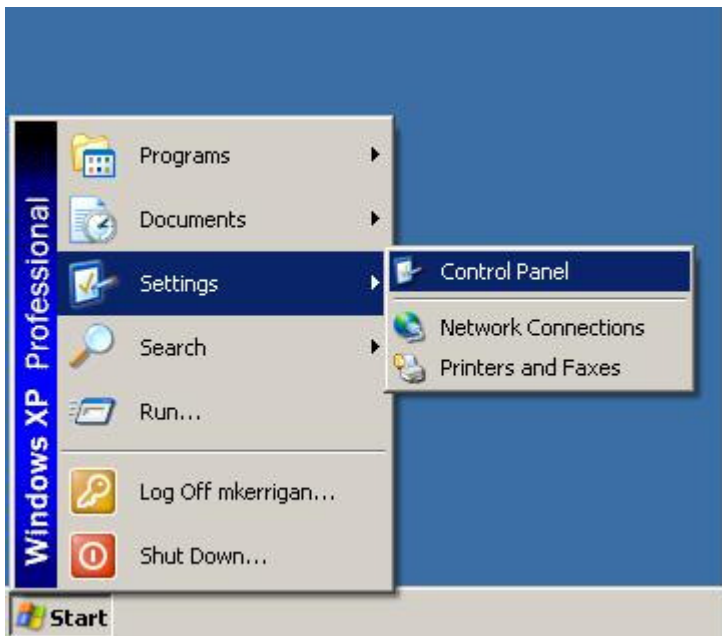 Windows XP Professional
Programs
Documents
Settings
Search
Run...
Log Off mkerrigan...
Shut Down...
Control Panel
Network Connections
Printers and Faxes
Start